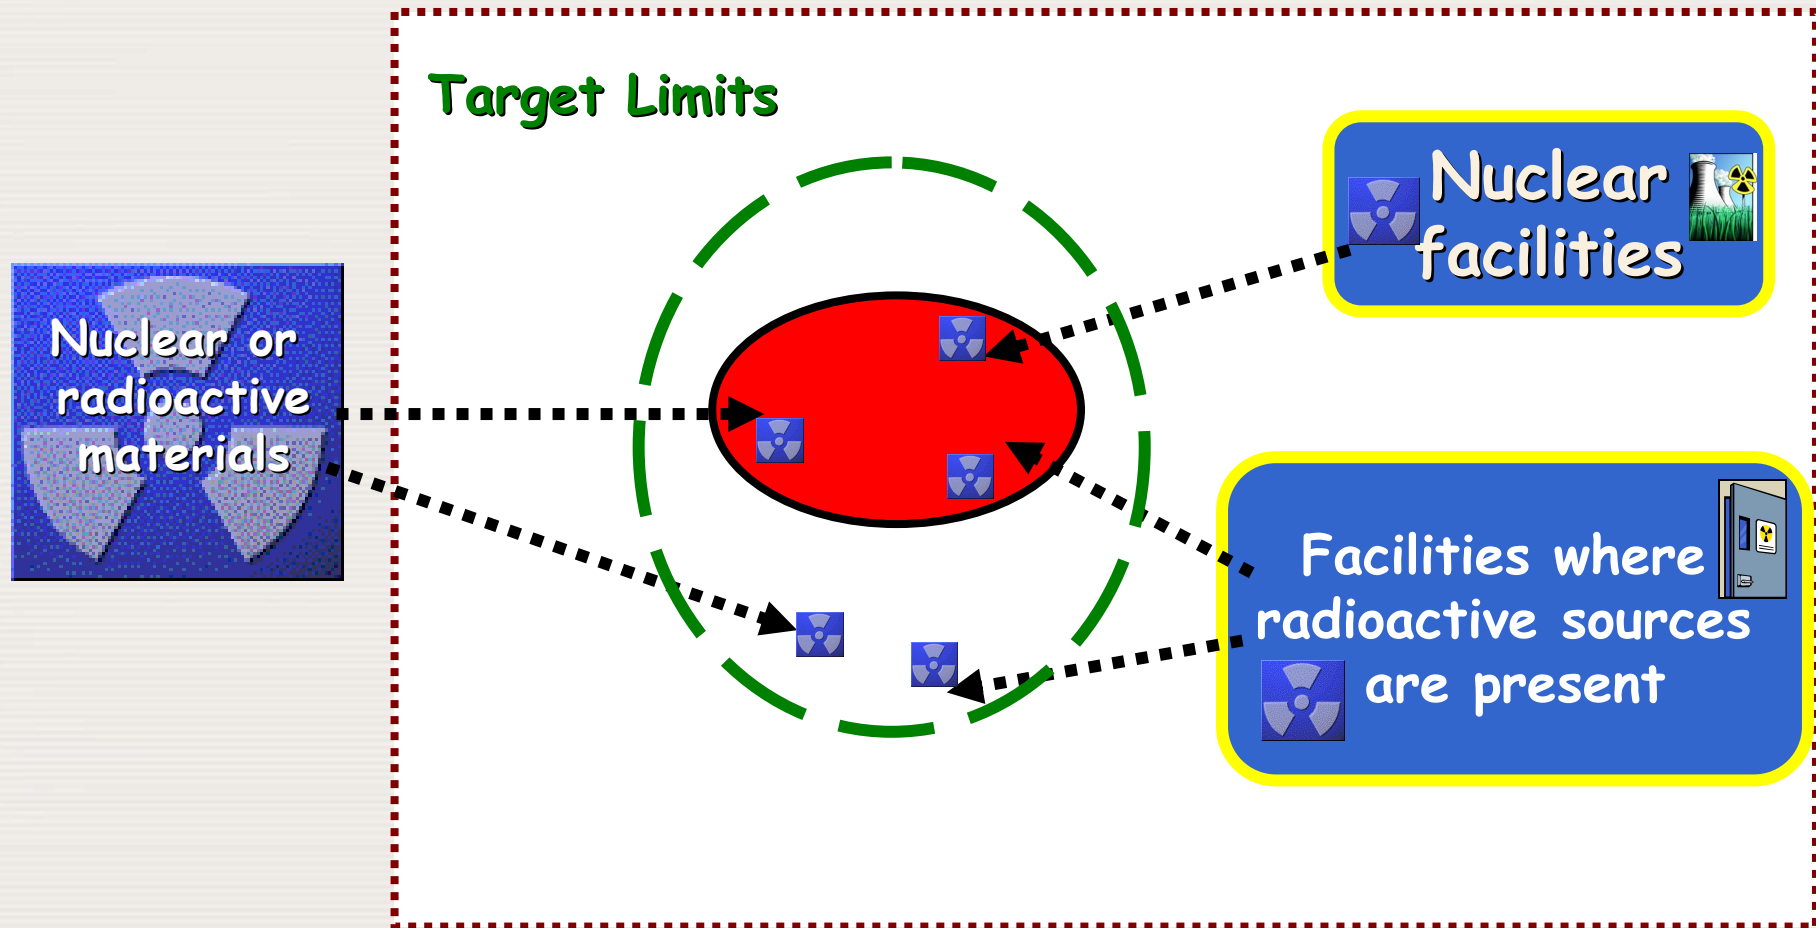 Target Limits
Nuclear
facilities
Nuclear or
radioactive
materials
Facilities where
radioactive sources
are present